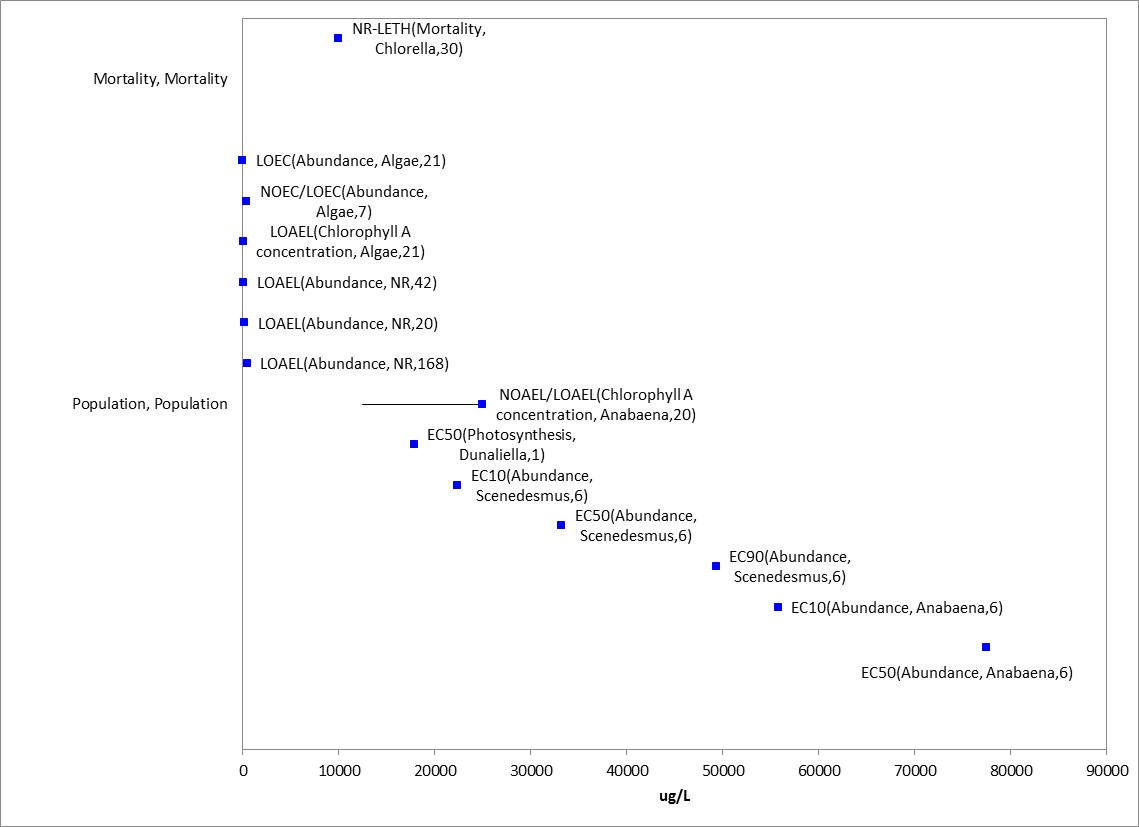 NR-LETH(Mortality,
Chlorella,30)
Mortality, Mortality
LOEC(Abundance, Algae,21)
NOEC/LOEC(Abundance,
Algae,7)
LOAEL(Chlorophyll A
concentration, Algae,21)
LOAEL(Abundance, NR,42)
LOAEL(Abundance, NR,20)
LOAEL(Abundance, NR,168)
Population, Population
NOAEL/LOAEL(Chlorophyll A
concentration, Anabaena,20)
EC50(Photosynthesis,
Dunaliella,1)
EC10(Abundance,
Scenedesmus,6)
EC50(Abundance,
Scenedesmus,6)
EC90(Abundance,
Scenedesmus,6)
EC10(Abundance, Anabaena,6)
EC50(Abundance, Anabaena,6)
0 10000 20000 30000 40000 50000 60000 70000 80000 90000
ug/L